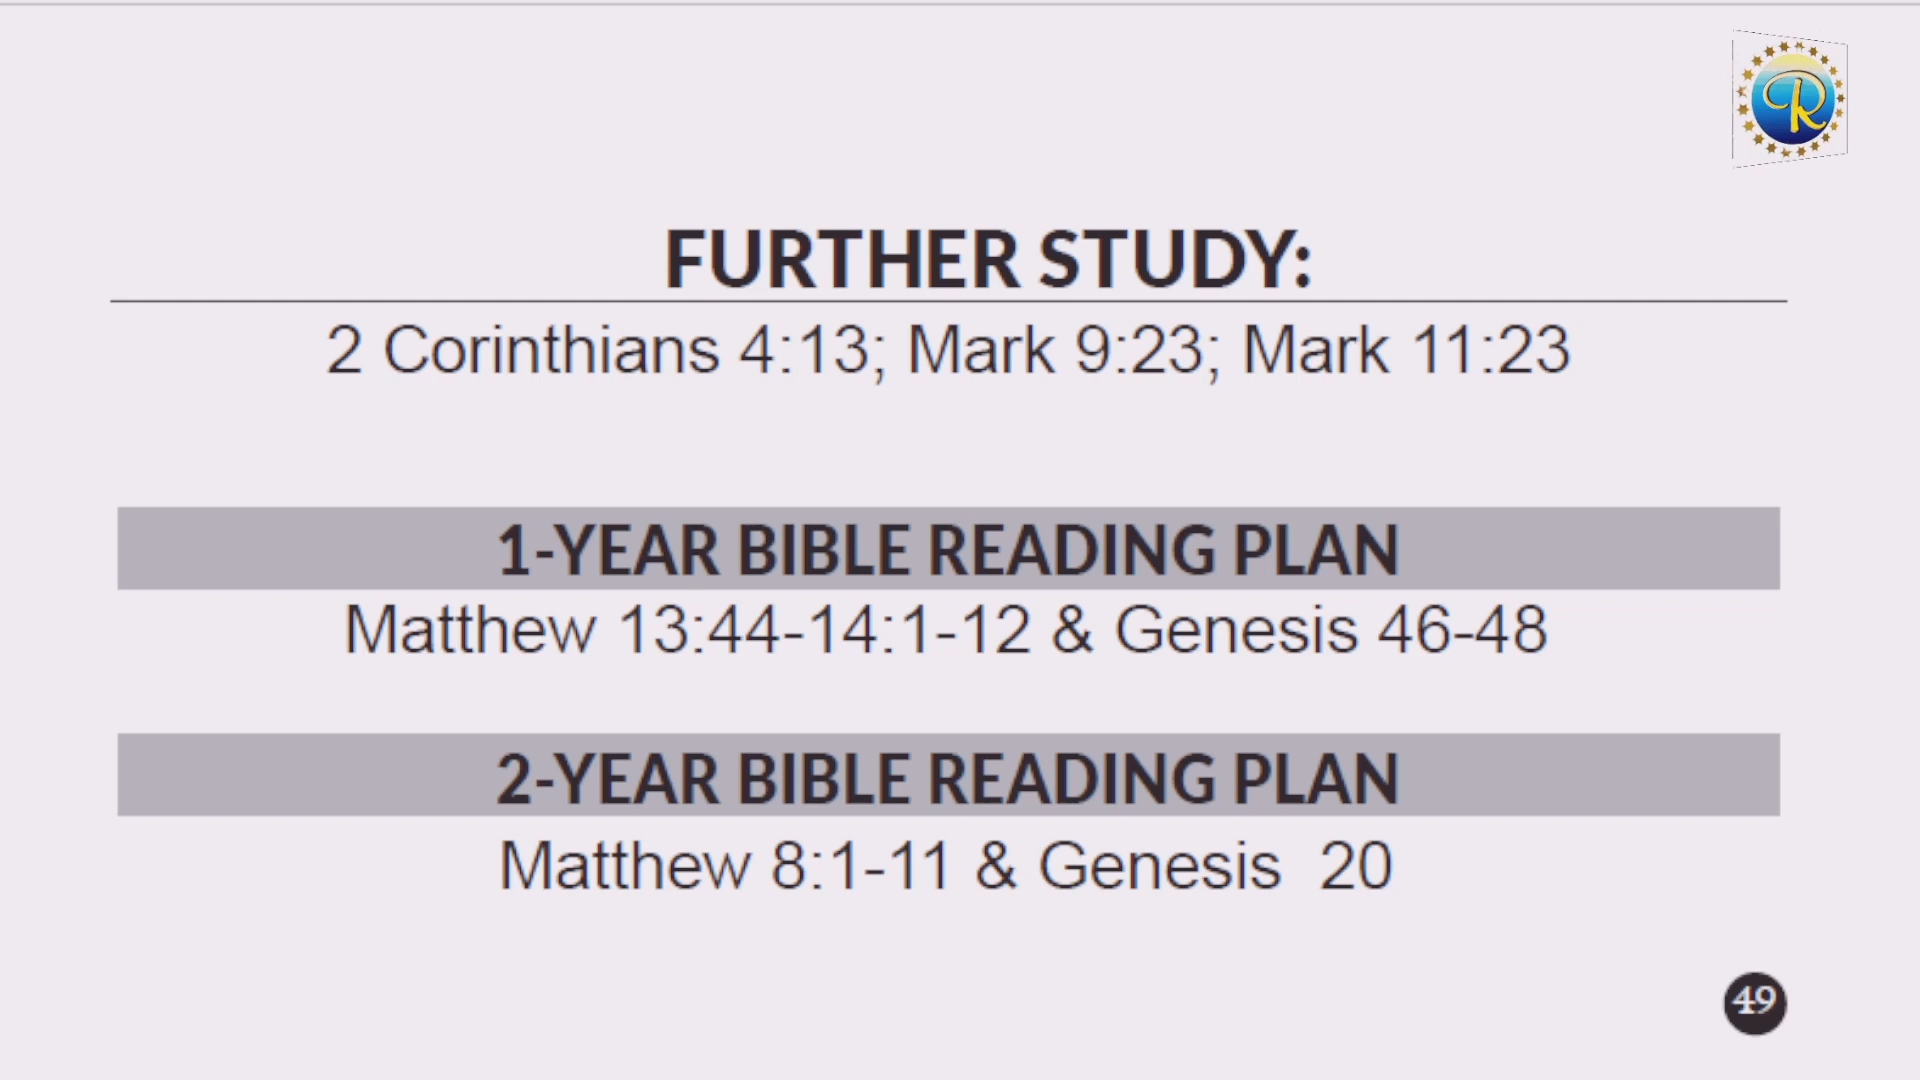 R
FURTHER STUDY:
2 Corinthians 4:13; Mark 9:23; Mark 11:23
1-YEAR BIBLE READING PLAN
Matthew 13:44-14:1-12 & Genesis 46-48
2-YEAR BIBLE READING PLAN
Matthew 8:1-11 & Genesis 20
49